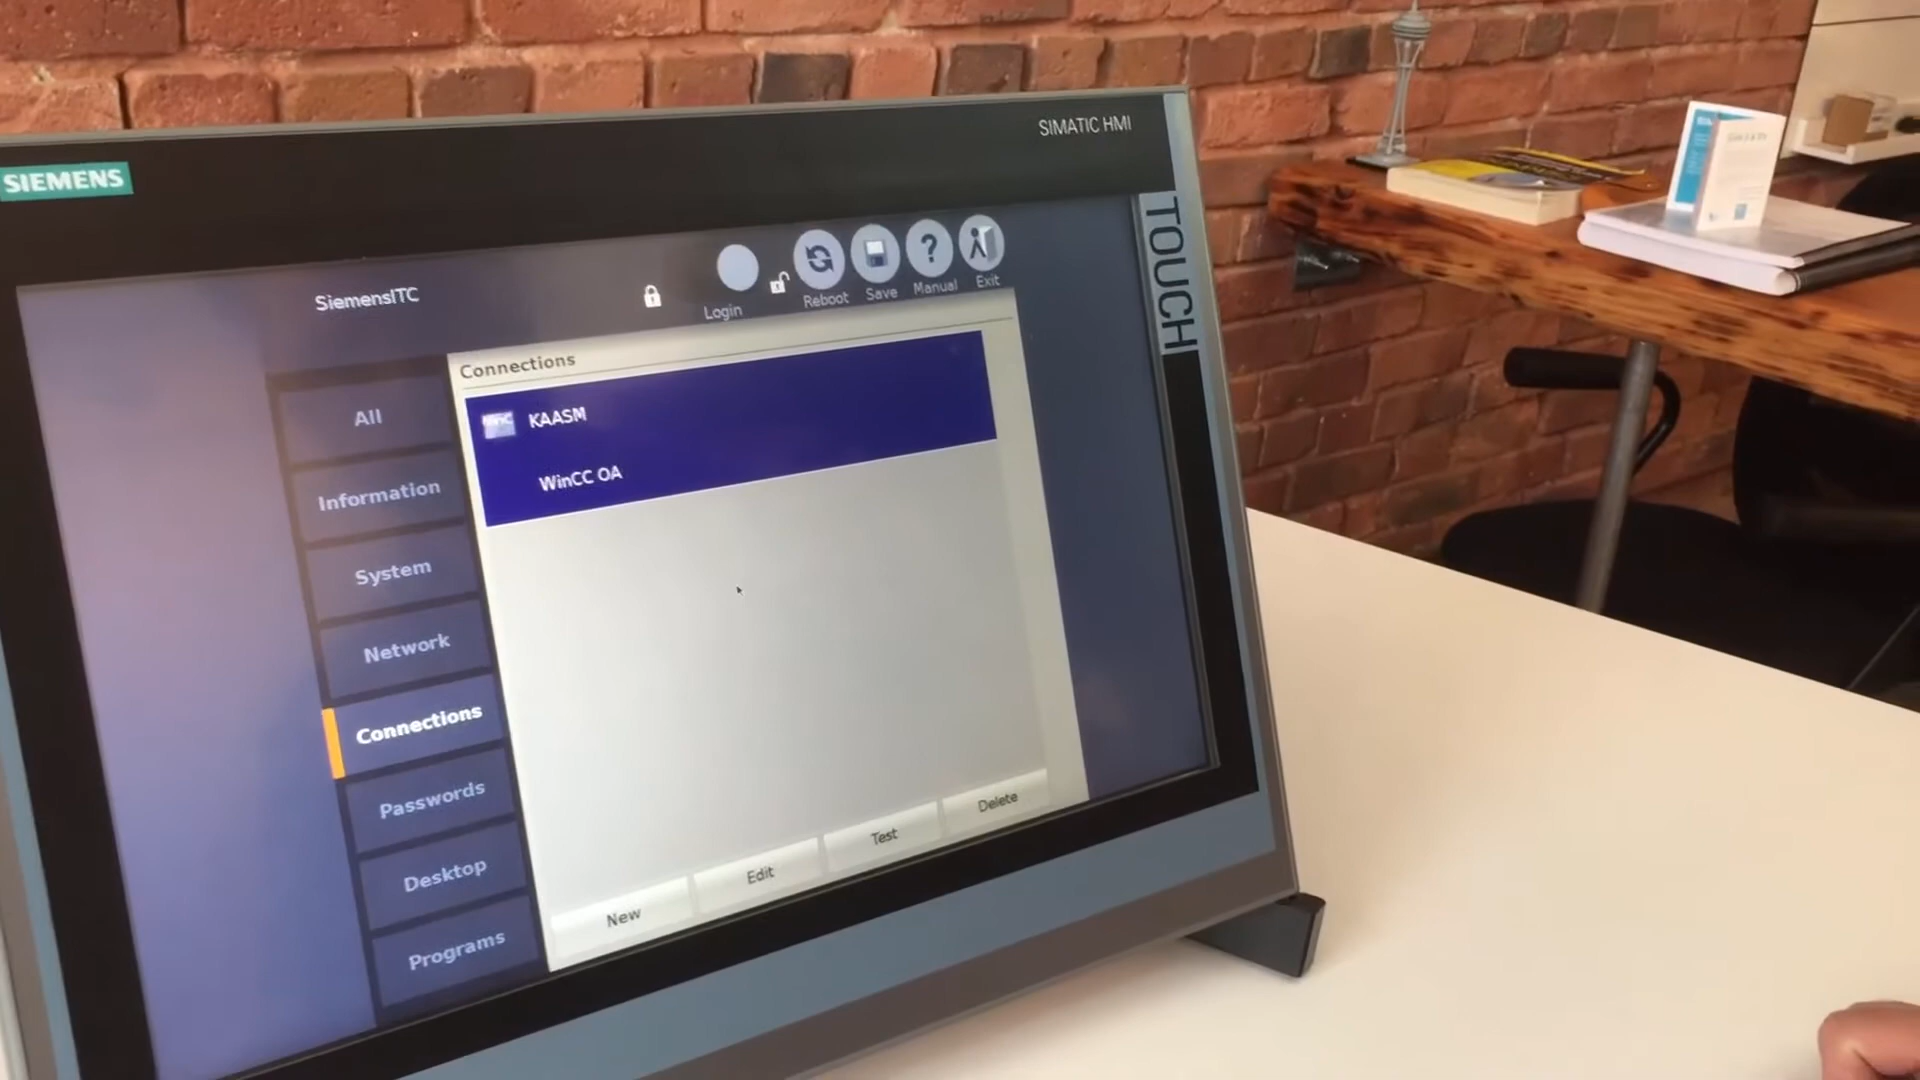 SIMATIC HMI
SIEMENS
TOUCH
SiemensITC
Login
Reboot
Save
?
Manual
Exit
Connections
KAASM
WinCC OA
All
Information
System
Network
Connections
Passwords
Desktop
Programs
New
Edit
Test
Delete